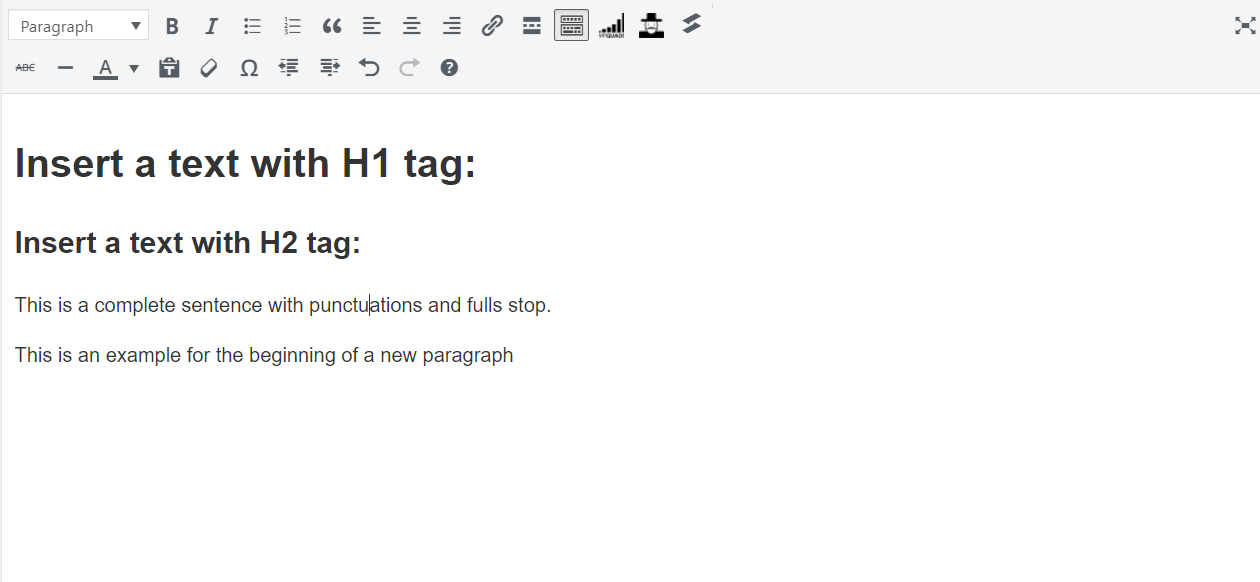 Paragraph
ABC
A
Insert a text with H1 tag:
Insert a text with H2 tag:
This is a complete sentence with punctuations and fulls stop.
This is an example for the beginning of a new paragraph